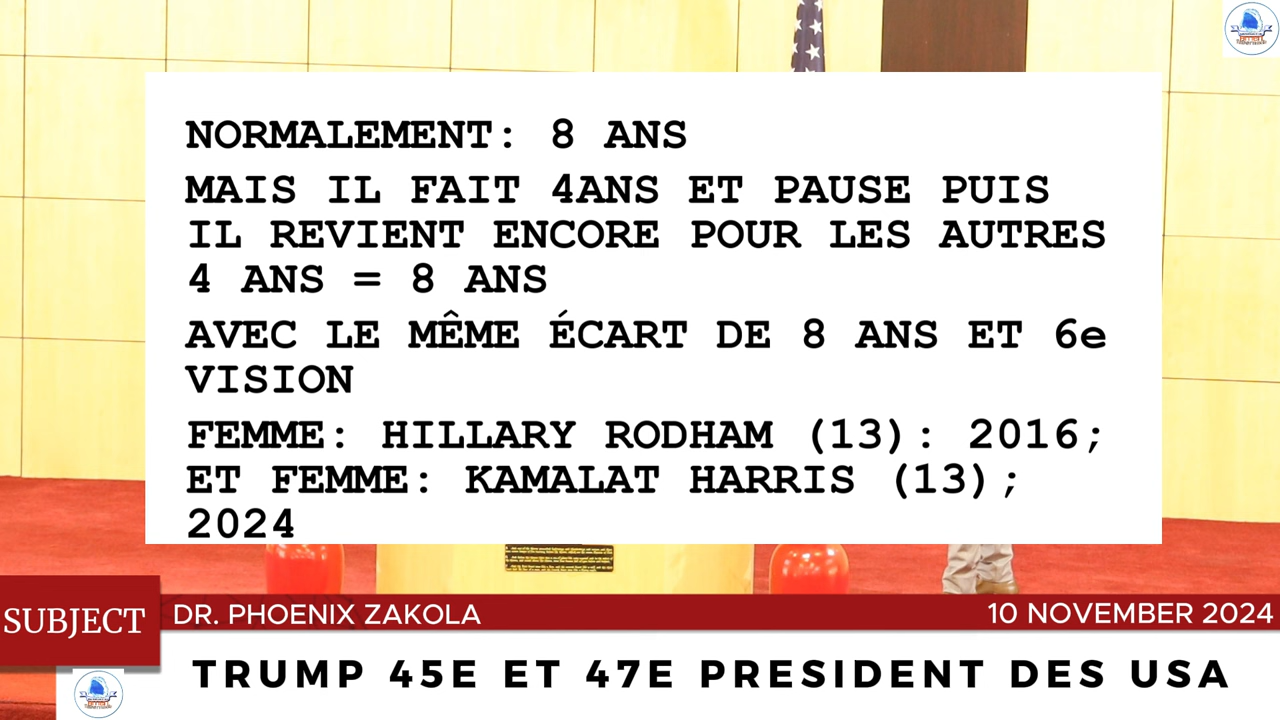 NORMALEMENT: 8 ANS
MAIS IL FAIT 4ANS ET PAUSE PUIS
IL REVIENT ENCORE POUR LES AUTRES
4 ANS = 8 ANS
AVEC LE MÊME ÉCART DE 8 ANS ET 6e
VISION
FEMME: HILLARY RODHAM (13): 2016;
ET FEMME: KAMALAT HARRIS (13);
2024
SUBJECT
DR. PHOENIX ZAKOLA
10 NOVEMBER 2024
TRUMP 45E ET 47E PRESIDENT DES USA